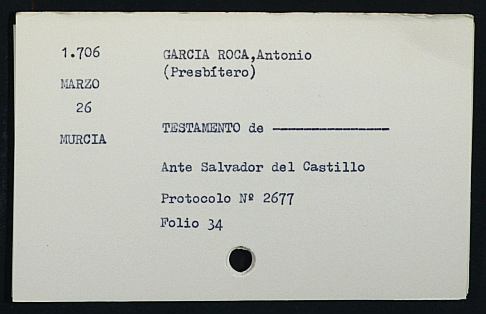 1.706
MARZO
26
MURCIA
GARCIA ROCA,Antonio
(Presbítero)
TESTAMENTO de -----------------
Ante Salvador del Castillo
Protocolo Nº 2677
Folio 34